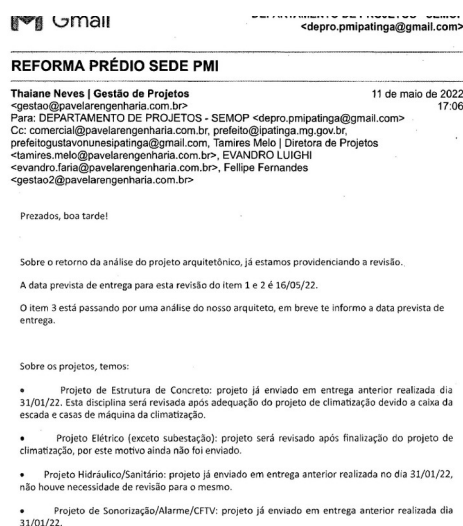 Gmail
DEPARTAMENTO DE PROJETOS - SEMOP
<depro.pmipatinga@gmail.com>
REFORMA PRÉDIO SEDE PMI
Thaiane Neves | Gestão de Projetos 11 de maio de 2022
<gestao@pavelarengenharia.com.br> 17:06
Para: DEPARTAMENTO DE PROJETOS - SEMOP <depro.pmipatinga@gmail.com>
Cc: comercial@pavelarengenharia.com.br, prefeito@ipatinga.mg.gov.br,
prefeitogustavonunesipatinga@gmail.com, Tamires Melo | Diretora de Projetos
<tamires.melo@pavelarengenharia.com.br>, EVANDRO LUIGHI
<evandro.faria@pavelarengenharia.com.br>, Fellipe Fernandes
<gestao2@pavelarengenharia.com.br>
Prezados, boa tarde!
Sobre o retorno da análise do projeto arquitetônico, já estamos providenciando a revisão.
A data prevista de entrega para esta revisão do item 1 e 2 é 16/05/22.
O item 3 está passando por uma análise do nosso arquiteto, em breve te informo a data prevista de
entrega.
Sobre os projetos, temos:
• Projeto de Estrutura de Concreto: projeto já enviado em entrega anterior realizada dia
31/01/22. Esta disciplina será revisada após adequação do projeto de climatização devido a caixa da
escada e casas de máquina da climatização.
• Projeto Elétrico (exceto subestação): projeto será revisado após finalização do projeto de
climatização, por este motivo ainda não foi enviado.
• Projeto Hidráulico/Sanitário: projeto já enviado em entrega anterior realizada no dia 31/01/22,
não houve necessidade de revisão para o mesmo.
• Projeto de Sonorização/Alarme/CFTV: projeto já enviado em entrega anterior realizada dia
31/01/22.